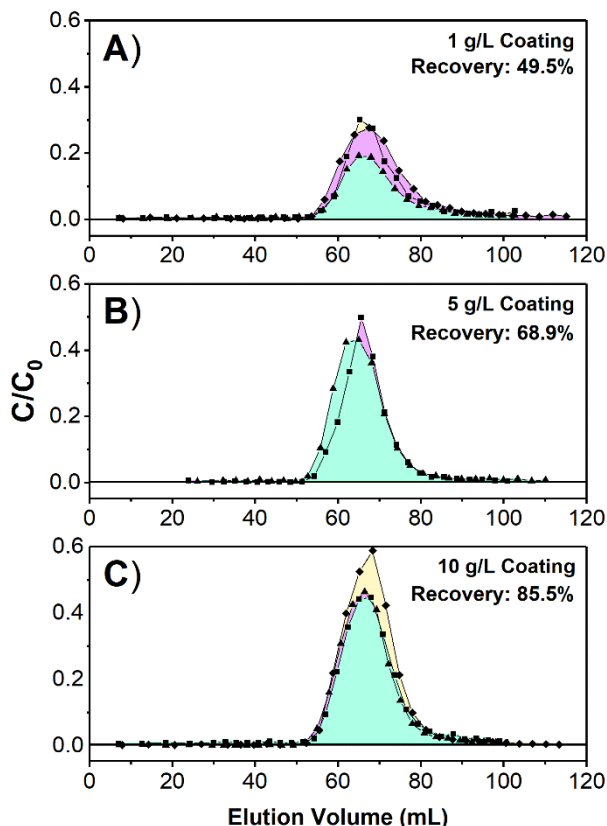 A)
1 g/L Coating
Recovery: 49.5%
0.6
0.4
0.2
0.0
0 20 40 60 80 100 120
B)
5 g/L Coating
Recovery: 68.9%
0.6
0.4
0.2
0.0
0 20 40 60 80 100 120
C/C₀
C)
10 g/L Coating
Recovery: 85.5%
0.6
0.4
0.2
0.0
0 20 40 60 80 100 120
Elution Volume (mL)